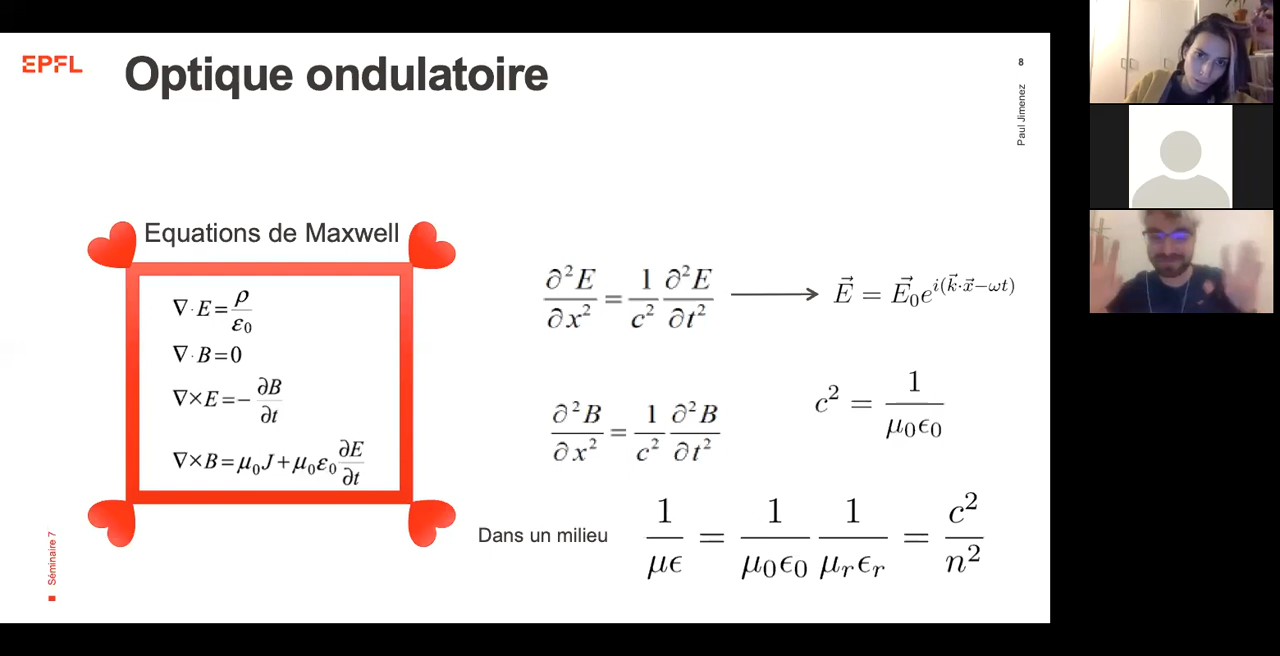 EPFL
Optique ondulatoire
8
Paul Jimenez
Equations de Maxwell
∇·E=ρ/ε₀
∇·B=0
∇×E=−∂B/∂t
∇×B=μ₀J+μ₀ε₀∂E/∂t
∂²E/∂x² = 1/c² ∂²E/∂t² → E⃗ = E⃗₀e^{i(k⃗·x⃗−ωt)}
∂²B/∂x² = 1/c² ∂²B/∂t²
c² = 1/μ₀ϵ₀
Dans un milieu 1/μϵ = 1/μ₀ϵ₀ 1/μᵣϵᵣ = c²/n²
Séminaire 7